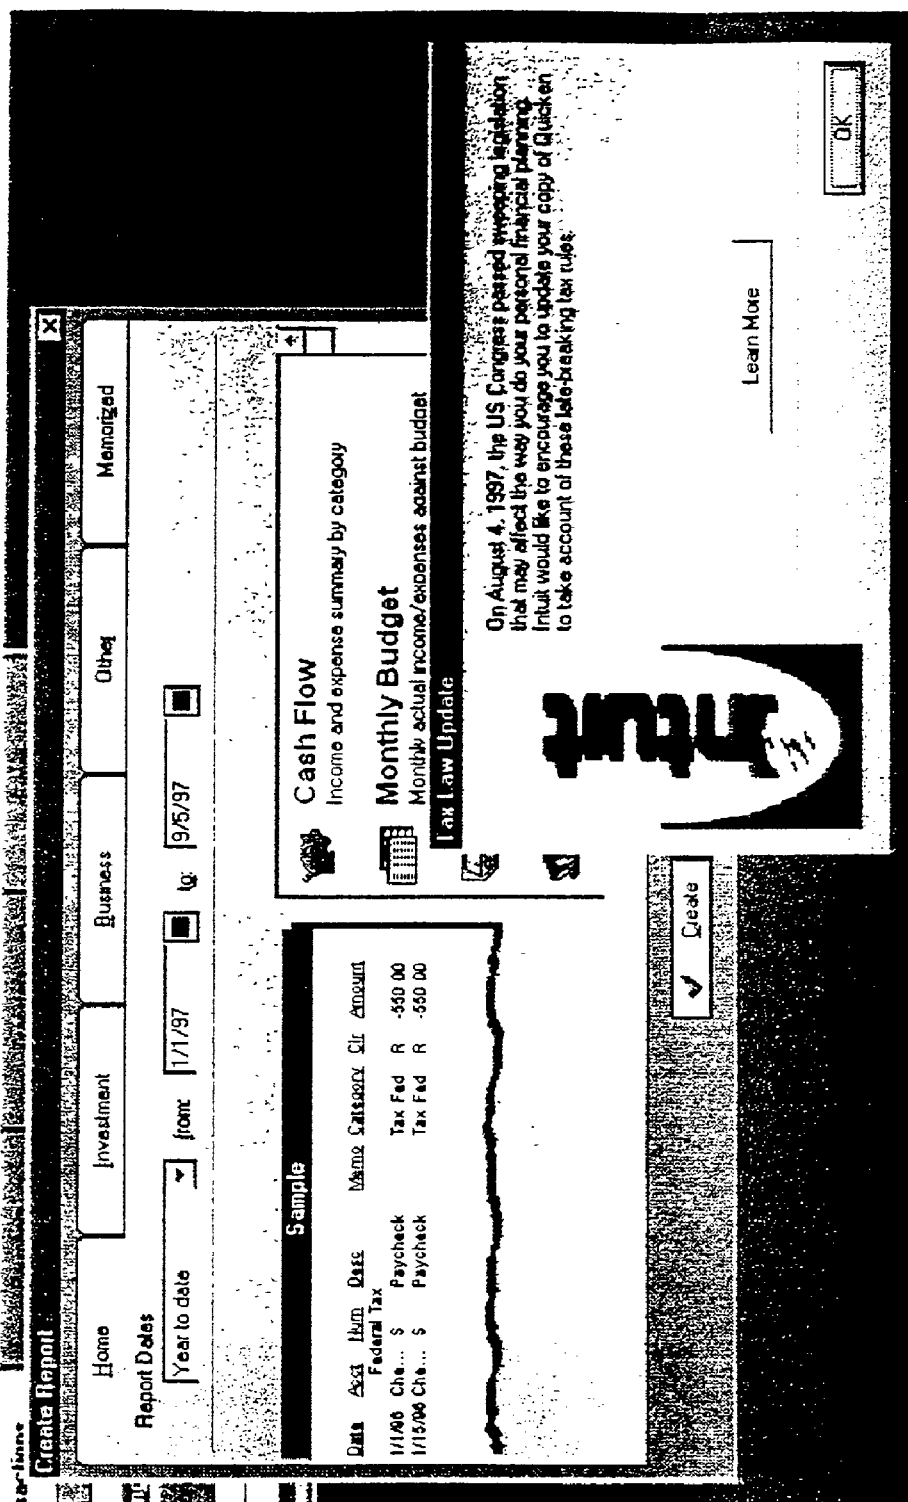 sactions
Create Report
Home
Investment
Business
Other
Memorized
Report Dates
Year to date
from:
1/1/97
to:
9/5/97
Sample
Date Acct Num Desc Memo Category Clr Amount
Federal Tax
1/1/96 Che... S Paycheck Tax Fed R -550 00
1/15/96 Che... S Paycheck Tax Fed R -550 00
Cash Flow
Income and expense summary by category
Monthly Budget
Monthly actual income/expenses against budget
Create
Tax Law Update
Intuit
On August 4, 1997, the US Congress passed sweeping legislation
that may affect the way you do your personal financial planning.
Intuit would like to encourage you to update your copy of Quicken
to take account of these late-breaking tax rules.
Learn More
OK